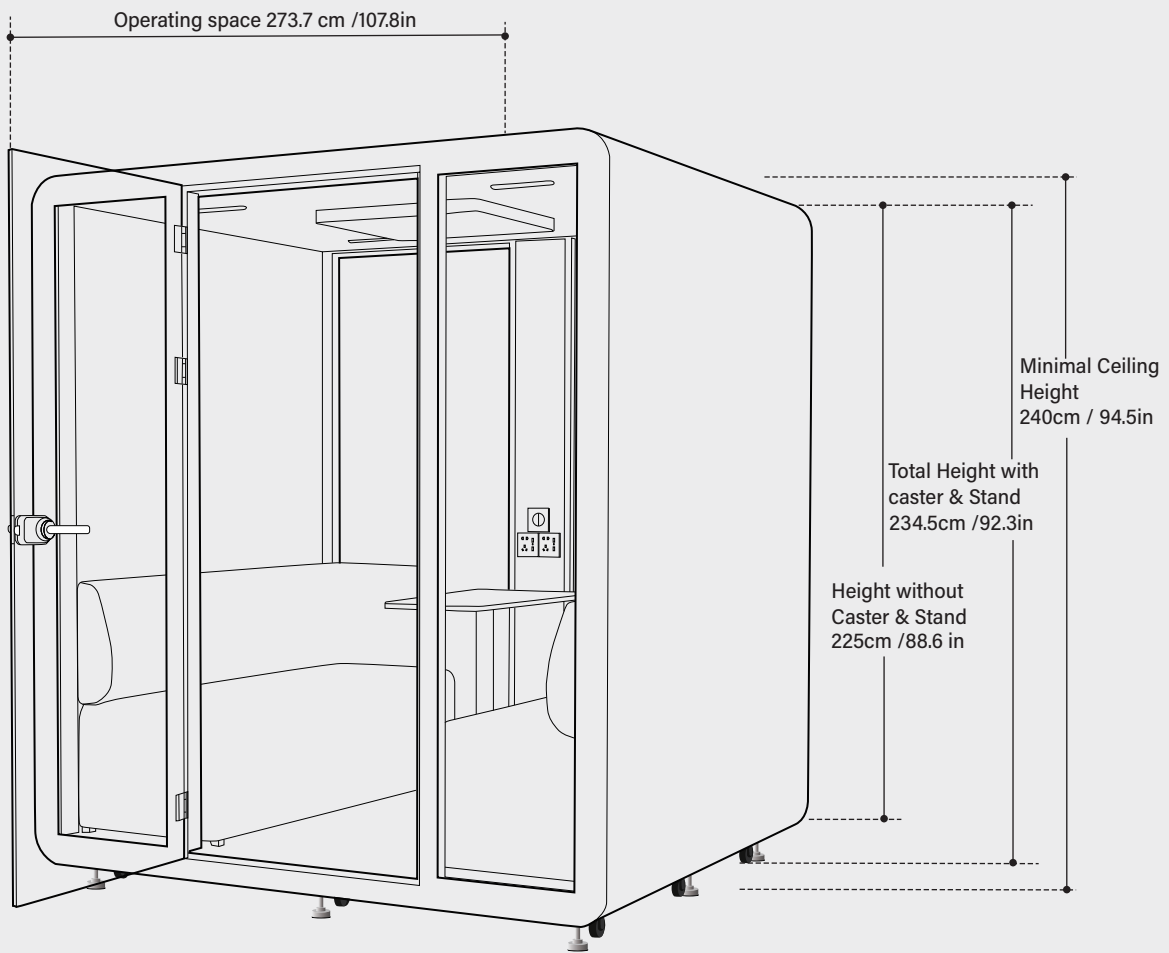 Operating space 273.7 cm /107.8in
Minimal Ceiling
Height
240cm / 94.5in
Total Height with
caster & Stand
234.5cm /92.3in
Height without
Caster & Stand
225cm /88.6 in